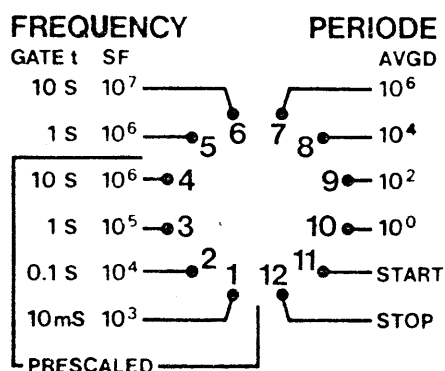 FREQUENCY PERIODE
GATE t SF AVGD
10 S 10⁷ 6 7 10⁶
1 S 10⁶ 5 8 10⁴
10 S 10⁶ 4 9 10²
1 S 10⁵ 3 10 10⁰
0.1 S 10⁴ 2 11 START
10mS 10³ 1 12 STOP
PRESCALED